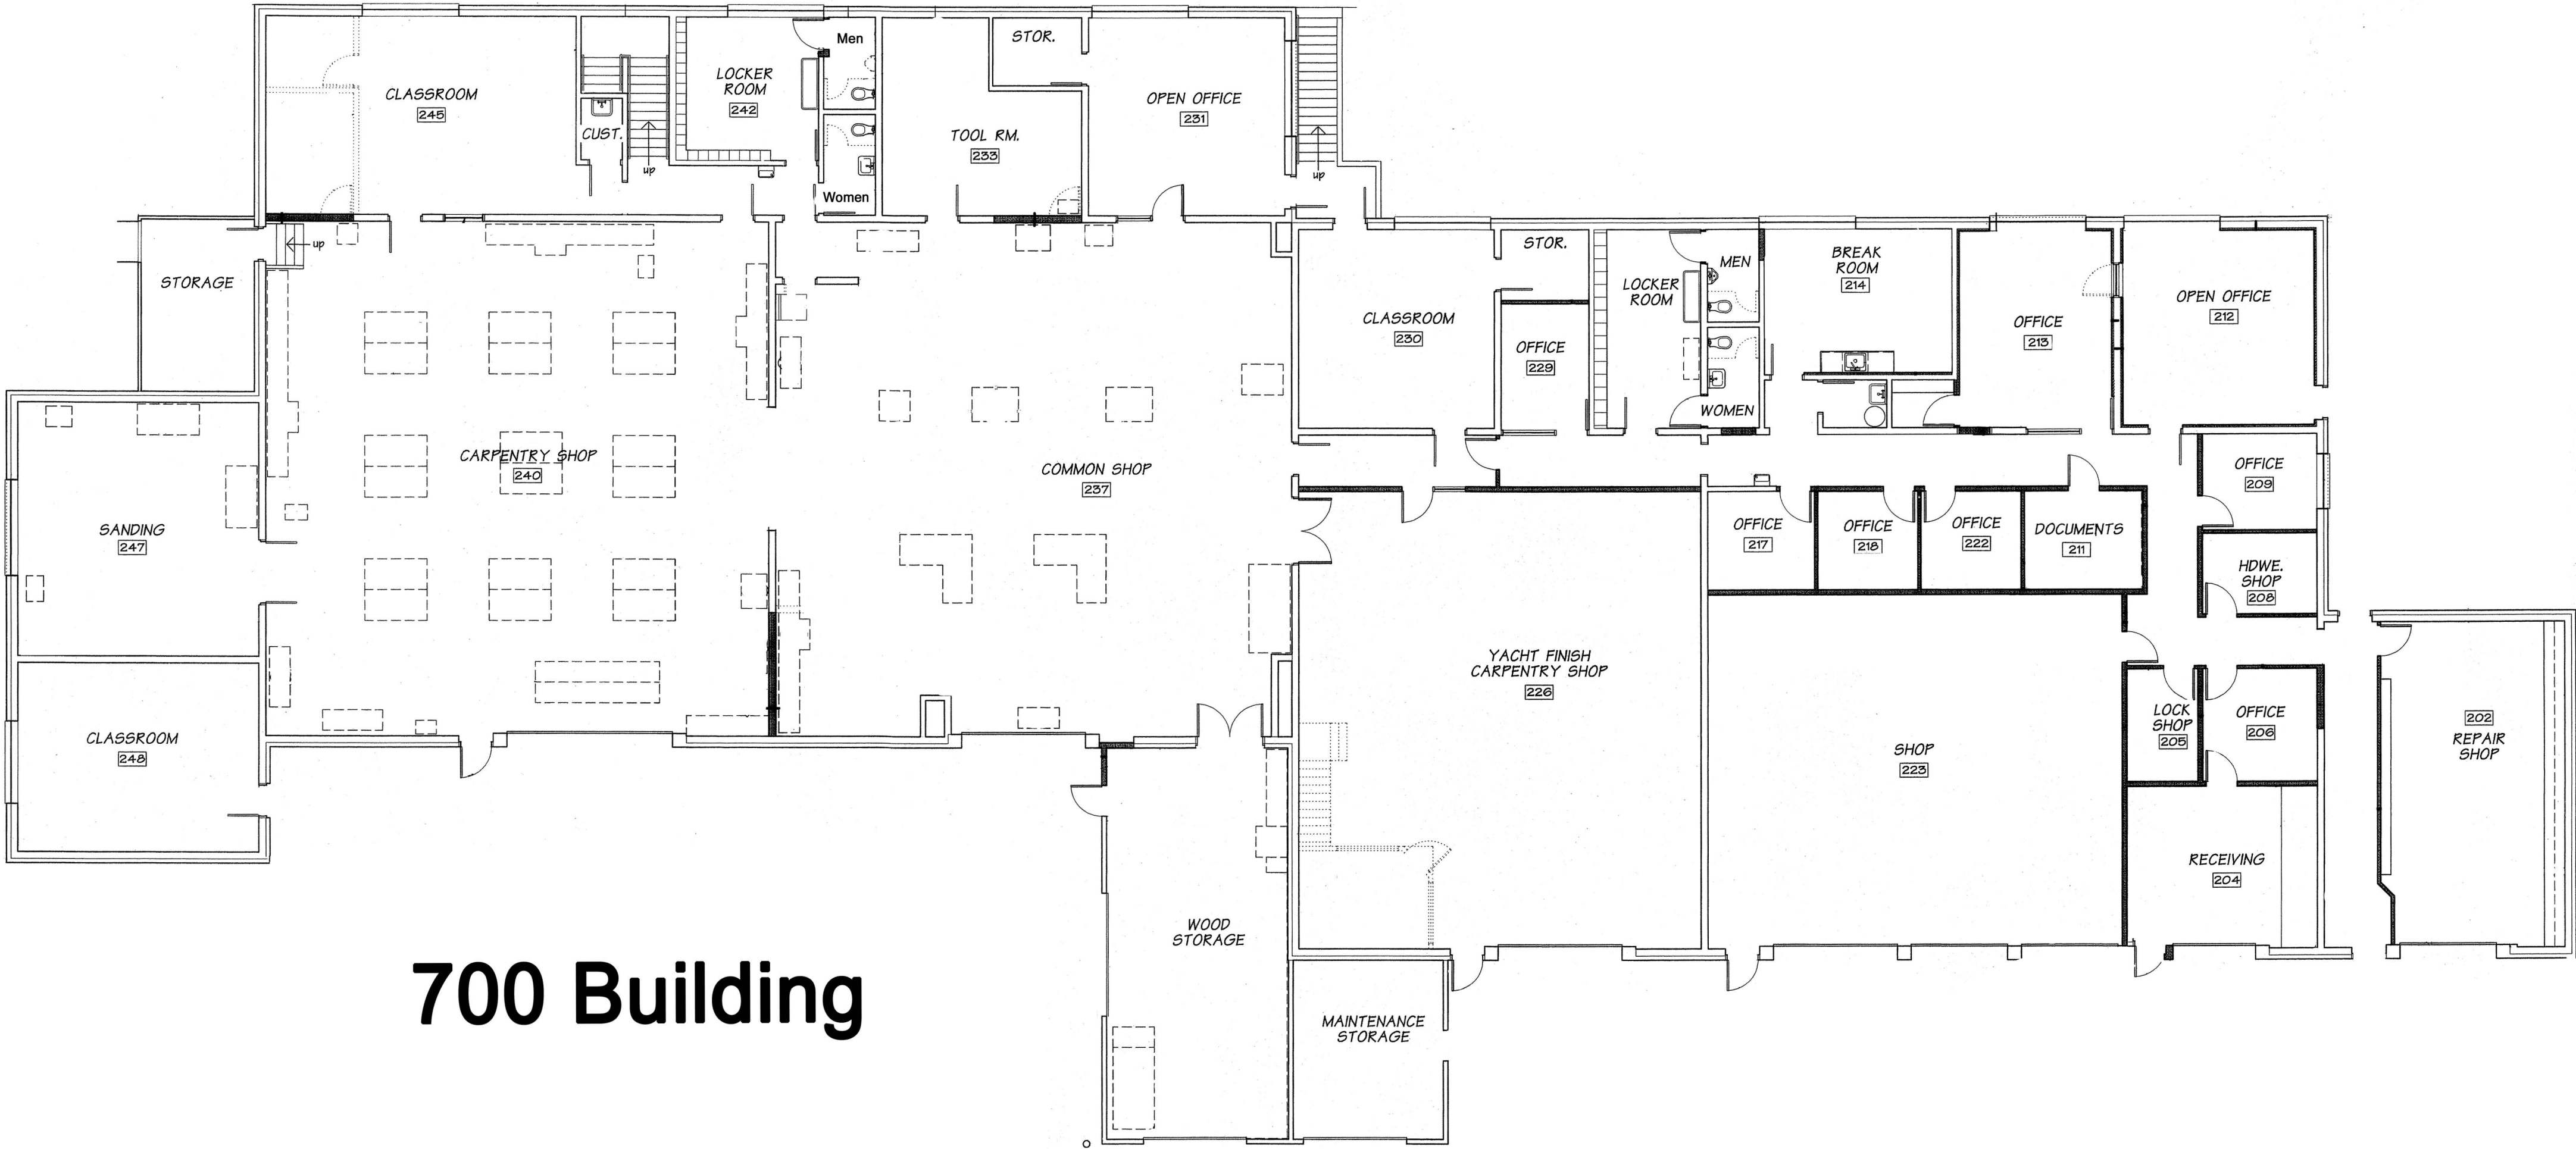 CLASSROOM
245
CUST.
up
LOCKER
ROOM
242
Men
Women
TOOL RM.
233
STOR.
OPEN OFFICE
231
up
STORAGE
up
CARPENTRY SHOP
240
COMMON SHOP
237
SANDING
247
CLASSROOM
248
CLASSROOM
230
STOR.
OFFICE
229
LOCKER
ROOM
MEN
WOMEN
BREAK
ROOM
214
OFFICE
213
OPEN OFFICE
212
OFFICE
209
HDWE.
SHOP
208
OFFICE
217
OFFICE
218
OFFICE
222
DOCUMENTS
211
YACHT FINISH
CARPENTRY SHOP
226
SHOP
223
LOCK
SHOP
205
OFFICE
206
202
REPAIR
SHOP
RECEIVING
204
WOOD
STORAGE
MAINTENANCE
STORAGE
700 Building